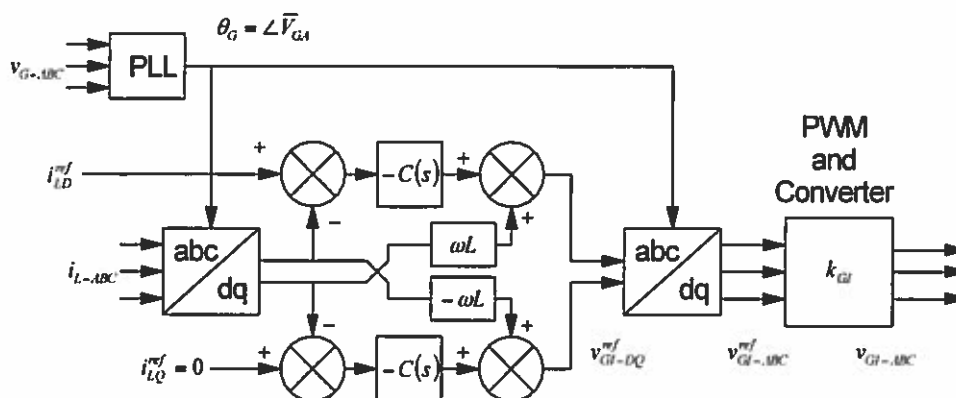 θ_G = ∠V̅_GA
v_G-ABC
PLL
PWM
and
Converter
+
+
i_LD^ref
-C(s)
−
+
abc
dq
i_L-ABC
ωL
-ωL
abc
dq
k_GI
−
+
+
+
i_LQ^ref = 0
-C(s)
v_GI-DQ^ref
v_GI-ABC^ref
v_GI-ABC